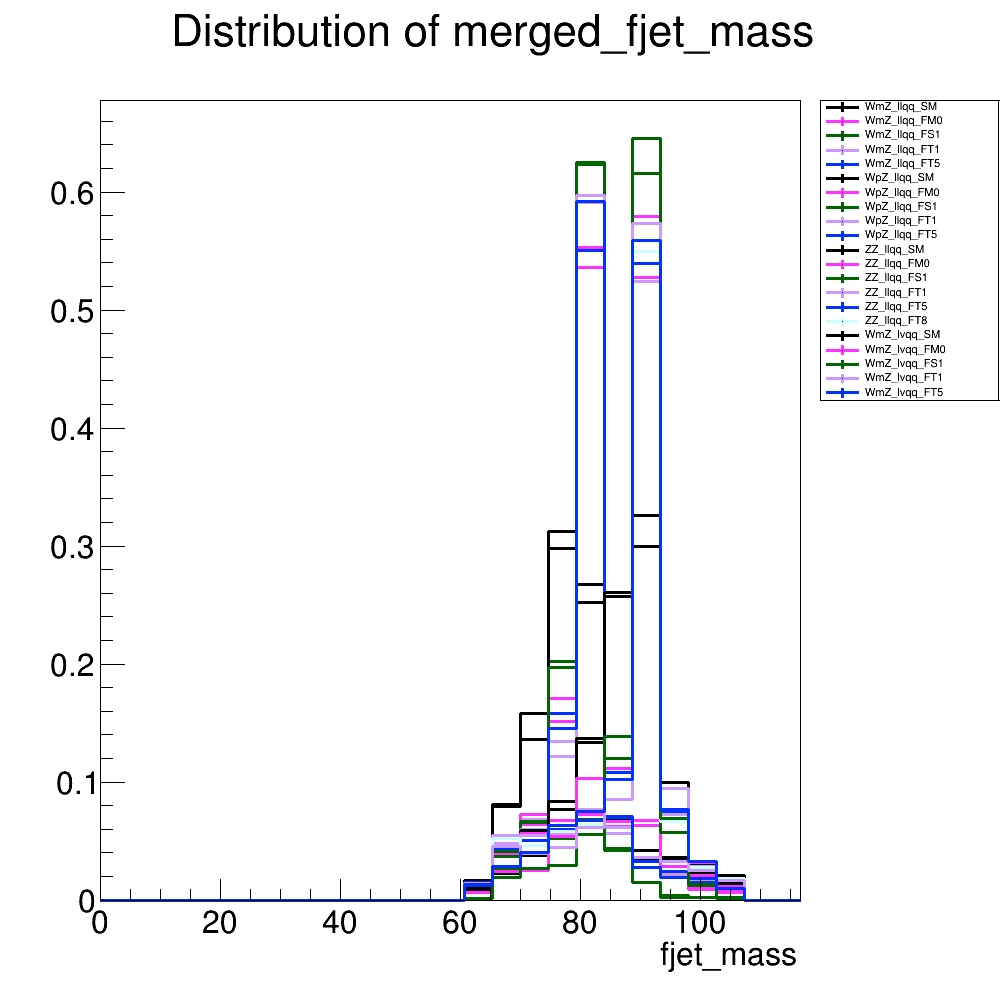 Distribution of merged_fjet_mass
WmZ_llqq_SM
WmZ_llqq_FM0
WmZ_llqq_FS1
WmZ_llqq_FT1
WmZ_llqq_FT5
WpZ_llqq_SM
WpZ_llqq_FM0
WpZ_llqq_FS1
WpZ_llqq_FT1
WpZ_llqq_FT5
ZZ_llqq_SM
ZZ_llqq_FM0
ZZ_llqq_FS1
ZZ_llqq_FT1
ZZ_llqq_FT5
ZZ_llqq_FT8
WmZ_lvqq_SM
WmZ_lvqq_FM0
WmZ_lvqq_FS1
WmZ_lvqq_FT1
WmZ_lvqq_FT5
0.6
0.5
0.4
0.3
0.2
0.1
0
0 20 40 60 80 100
fjet_mass